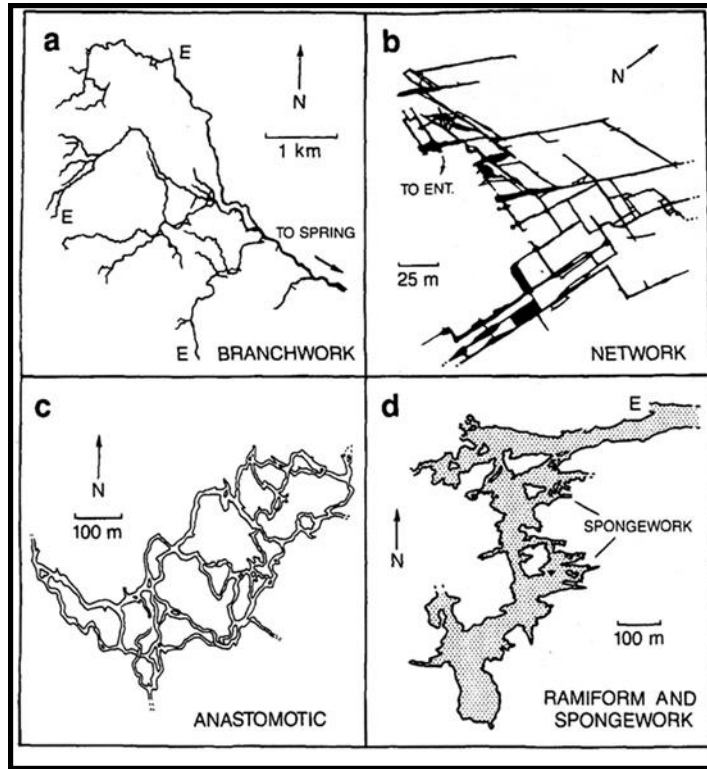 a
E
N
1 km
E
TO SPRING
E
BRANCHWORK
b
N
TO ENT.
25 m
NETWORK
c
N
100 m
ANASTOMOTIC
d
E
SPONGEWORK
N
100 m
RAMIFORM AND
SPONGEWORK